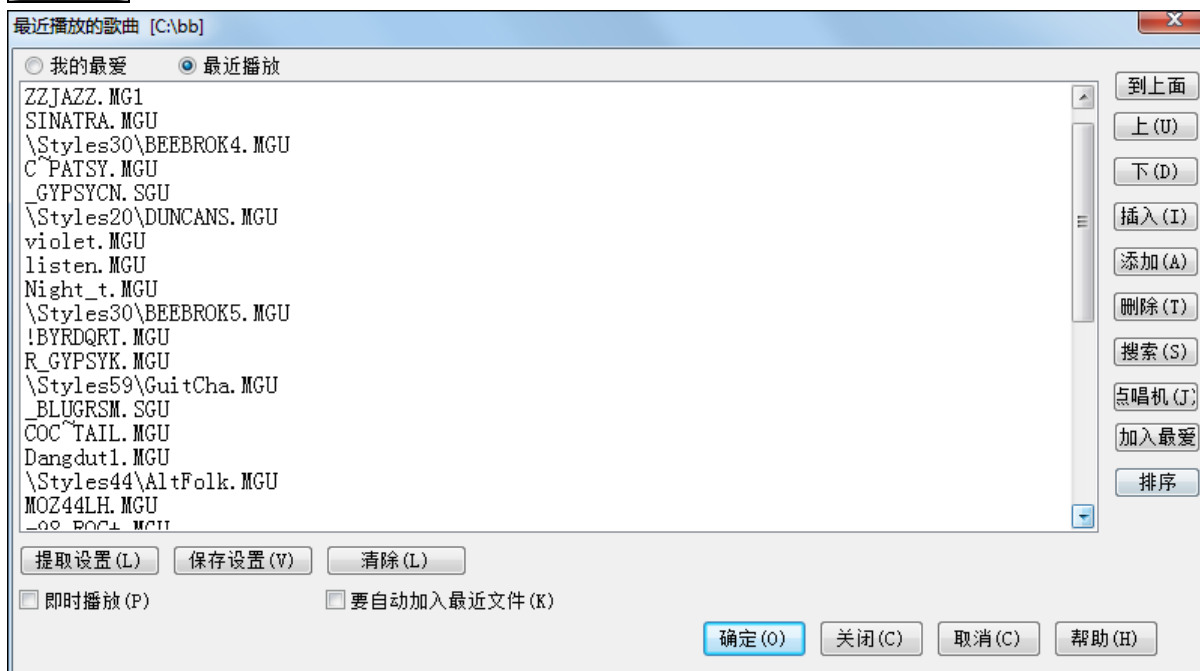 最近播放的歌曲 [C:\bb]
我的最爱 最近播放
ZZJAZZ.MG1
SINATRA.MGU
\Styles30\BEEBROK4.MGU
C~PATSY.MGU
_GYPSYCN.SGU
\Styles20\DUNCANS.MGU
violet.MGU
listen.MGU
Night_t.MGU
\Styles30\BEEBROK5.MGU
!BYRDQRT.MGU
R_GYPSYK.MGU
\Styles59\GuitCha.MGU
_BLUGRSM.SGU
COC~TAIL.MGU
Dangdut1.MGU
\Styles44\AltFolk.MGU
MOZ44LH.MGU
到上面
上(U)
下(D)
插入(I)
添加(A)
删除(T)
搜索(S)
点唱机(J)
加入最爱
排序
提取设置(L) 保存设置(V) 清除(L)
即时播放(P) 要自动加入最近文件(K)
确定(O) 关闭(C) 取消(C) 帮助(H)